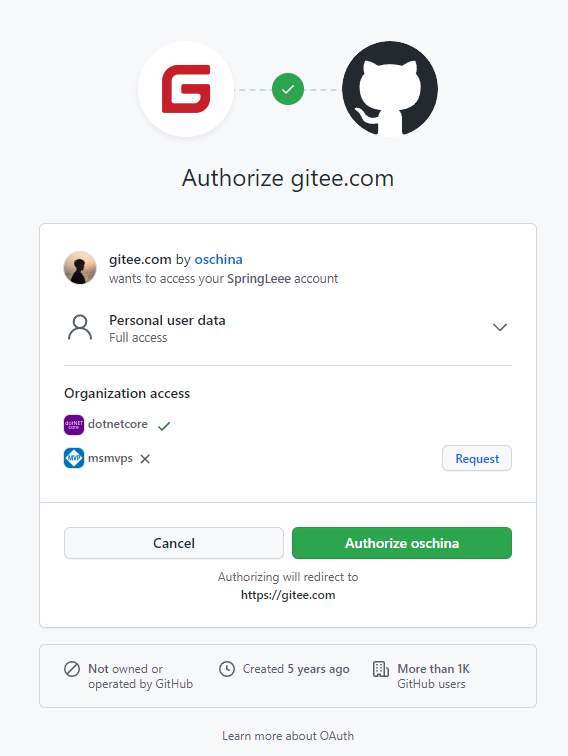 Authorize gitee.com
gitee.com by oschina
wants to access your SpringLeee account
Personal user data
Full access
Organization access
dotNET
core
dotnetcore
MVP
msmvps
Request
Cancel
Authorize oschina
Authorizing will redirect to
https://gitee.com
Not owned or
operated by GitHub
Created 5 years ago
More than 1K
GitHub users
Learn more about OAuth